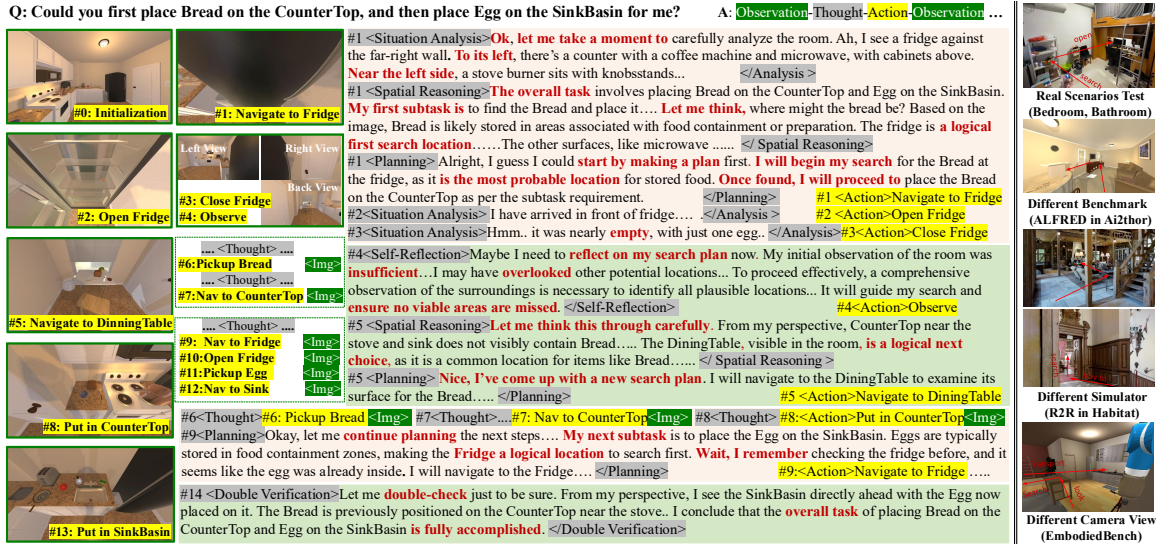 Q: Could you first place Bread on the CounterTop, and then place Egg on the SinkBasin for me?
A: Observation-Thought-Action-Observation …
#0: Initialization
#1: Navigate to Fridge
#2: Open Fridge
Left View
Right View
Back View
#3: Close Fridge
#4: Observe
#5: Navigate to DinningTable
.... <Thought> ....
#6:Pickup Bread <Img>
.... <Thought> ....
#7:Nav to CounterTop <Img>
.... <Thought> ....
#9: Nav to Fridge <Img>
#10:Open Fridge <Img>
#11:Pickup Egg <Img>
#12:Nav to Sink <Img>
#8: Put in CounterTop
#13: Put in SinkBasin
#1 <Situation Analysis>Ok, let me take a moment to carefully analyze the room. Ah, I see a fridge against
the far-right wall. To its left, there's a counter with a coffee machine and microwave, with cabinets above.
Near the left side, a stove burner sits with knobsstands... </Analysis >
#1 <Spatial Reasoning>The overall task involves placing Bread on the CounterTop and Egg on the SinkBasin.
My first subtask is to find the Bread and place it…. Let me think, where might the bread be? Based on the
image, Bread is likely stored in areas associated with food containment or preparation. The fridge is a logical
first search location……The other surfaces, like microwave ...... </ Spatial Reasoning>
#1 <Planning> Alright, I guess I could start by making a plan first. I will begin my search for the Bread at
the fridge, as it is the most probable location for stored food. Once found, I will proceed to place the Bread
on the CounterTop as per the subtask requirement. </Planning> #1 <Action>Navigate to Fridge
#2<Situation Analysis> I have arrived in front of fridge…. .</Analysis > #2 <Action>Open Fridge
#3<Situation Analysis>Hmm.. it was nearly empty, with just one egg.. </Analysis>#3<Action>Close Fridge
#4<Self-Reflection>Maybe I need to reflect on my search plan now. My initial observation of the room was
insufficient…I may have overlooked other potential locations... To proceed effectively, a comprehensive
observation of the surroundings is necessary to identify all plausible locations... It will guide my search and
ensure no viable areas are missed. </Self-Reflection> #4<Action>Observe
#5 <Spatial Reasoning>Let me think this through carefully. From my perspective, CounterTop near the
stove and sink does not visibly contain Bread…. The DiningTable, visible in the room, is a logical next
choice, as it is a common location for items like Bread….. </ Spatial Reasoning >
#5 <Planning> Nice, I've come up with a new search plan. I will navigate to the DiningTable to examine its
surface for the Bread….. </Planning> #5 <Action>Navigate to DiningTable
#6<Thought>#6: Pickup Bread <Img> #7<Thought>....#7: Nav to CounterTop<Img> #8<Thought>#8:<Action>Put in CounterTop<Img>
#9<Planning>Okay, let me continue planning the next steps…. My next subtask is to place the Egg on the SinkBasin. Eggs are typically
stored in food containment zones, making the Fridge a logical location to search first. Wait, I remember checking the fridge before, and it
seems like the egg was already inside. I will navigate to the Fridge…. </Planning> #9:<Action>Navigate to Fridge …..
#14 <Double Verification>Let me double-check just to be sure. From my perspective, I see the SinkBasin directly ahead with the Egg now
placed on it. The Bread is previously positioned on the CounterTop near the stove.. I conclude that the overall task of placing Bread on the
CounterTop and Egg on the SinkBasin is fully accomplished. </Double Verification>
open
search
Real Scenarios Test
(Bedroom, Bathroom)
Different Benchmark
(ALFRED in Ai2thor)
Different Simulator
(R2R in Habitat)
Search
look
Different Camera View
(EmbodiedBench)